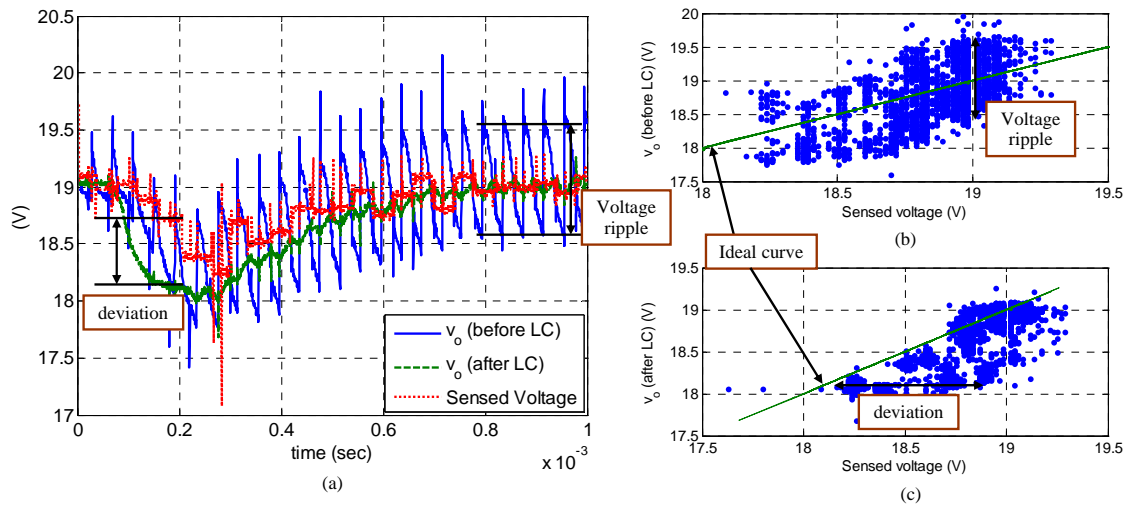 20.5
20
19.5
19
18.5
18
17.5
17
(V)
0
0.2
0.4
0.6
0.8
1
x 10^-3
time (sec)
deviation
Voltage
ripple
v_o (before LC)
v_o (after LC)
Sensed Voltage
(a)
20
19.5
19
18.5
18
17.5
v_o (before LC) (V)
18
18.5
19
19.5
Sensed voltage (V)
Voltage
ripple
(b)
Ideal curve
19.5
19
18.5
18
17.5
v_o (after LC) (V)
17.5
18
18.5
19
19.5
Sensed voltage (V)
deviation
(c)